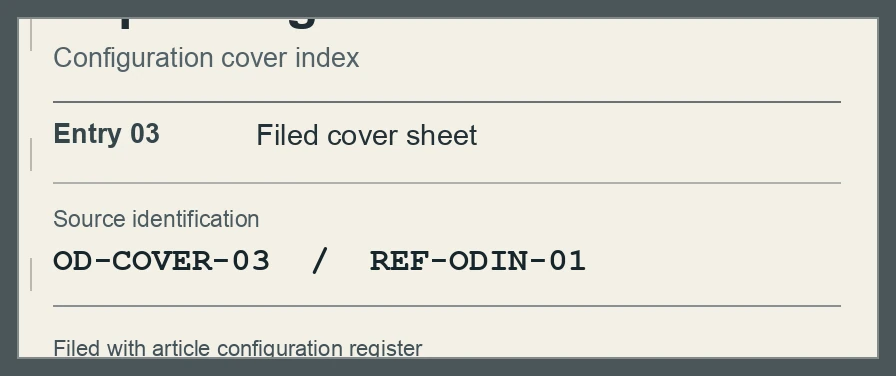 Configuration cover index
Entry 03 Filed cover sheet
Source identification
OD-COVER-03 / REF-ODIN-01
Filed with article configuration register